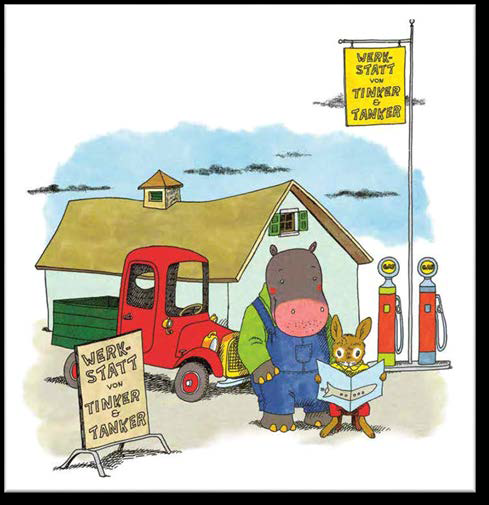 WERK-
STATT
VON
TINKER
&
TANKER
WERK-
STATT
VON
TINKER
&
TANKER